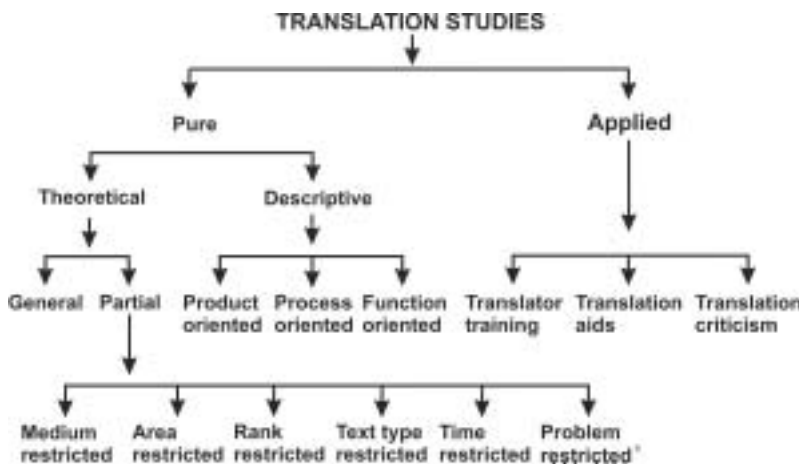 TRANSLATION STUDIES
Pure
Applied
Theoretical
Descriptive
General
Partial
Product
oriented
Process
oriented
Function
oriented
Translator
training
Translation
aids
Translation
criticism
Medium
restricted
Area
restricted
Rank
restricted
Text type
restricted
Time
restricted
Problem
restricted